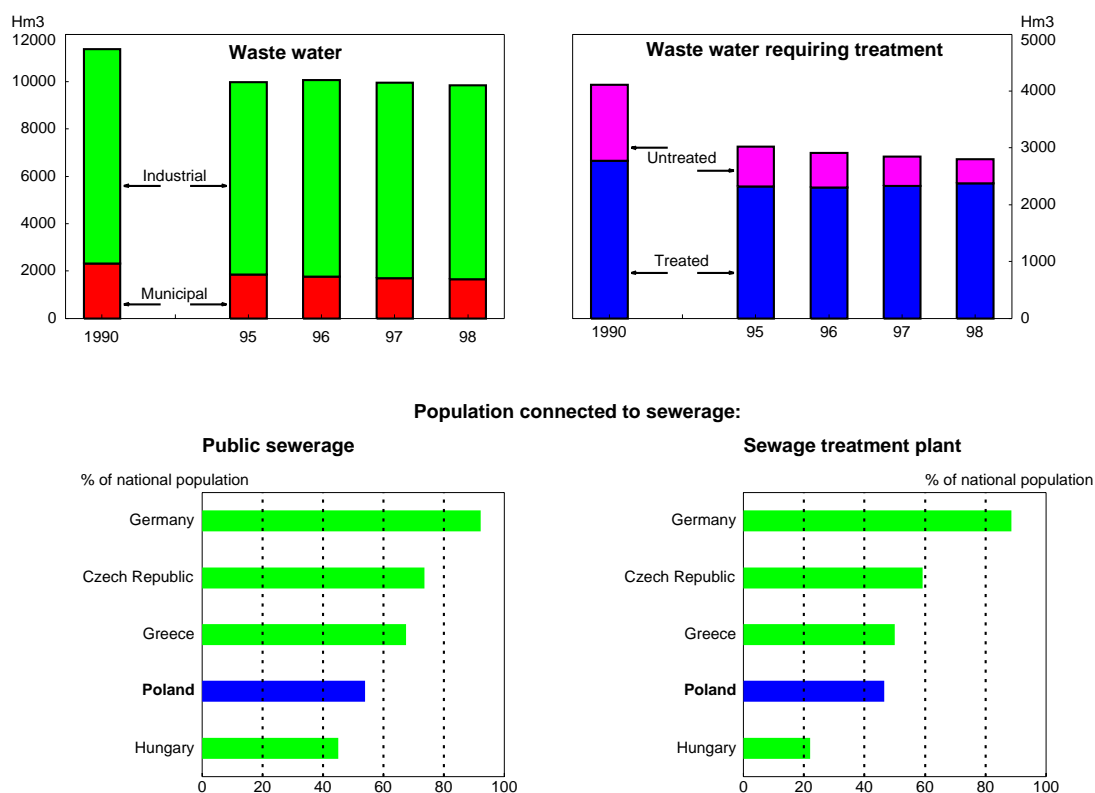 Hm3
12000
10000
8000
6000
4000
2000
0
Waste water
Industrial
Municipal
1990
95
96
97
98
Hm3
5000
4000
3000
2000
1000
0
Waste water requiring treatment
Untreated
Treated
1990
95
96
97
98
Population connected to sewerage:
Public sewerage
% of national population
Germany
Czech Republic
Greece
Poland
Hungary
0 20 40 60 80 100
Sewage treatment plant
% of national population
Germany
Czech Republic
Greece
Poland
Hungary
0 20 40 60 80 100